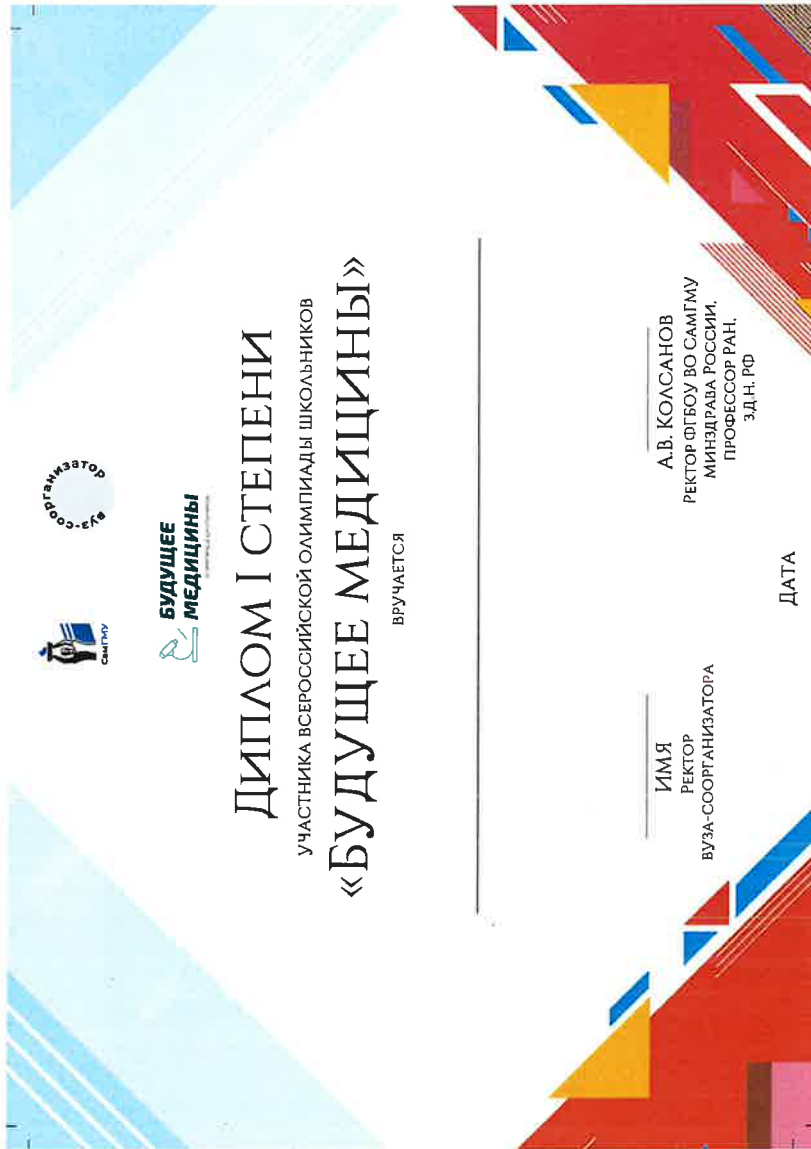 СамГМУ
вуз-соорганизатор
БУДУЩЕЕ
МЕДИЦИНЫ
ДИПЛОМ I СТЕПЕНИ
УЧАСТНИКА ВСЕРОССИЙСКОЙ ОЛИМПИАДЫ ШКОЛЬНИКОВ
«БУДУЩЕЕ МЕДИЦИНЫ»
ВРУЧАЕТСЯ
ИМЯ
РЕКТОР
ВУЗА-СООРГАНИЗАТОРА
А.В. КОЛСАНОВ
РЕКТОР ФГБОУ ВО САМГМУ
МИНЗДРАВА РОССИИ,
ПРОФЕССОР РАН,
З.Д.Н. РФ
ДАТА